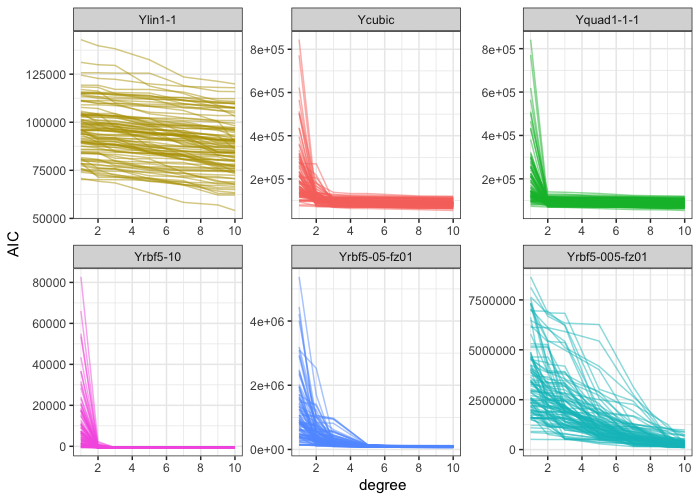 Ylin1-1
Ycubic
Yquad1-1-1
125000
100000
75000
50000
2 4 6 8 10
8e+05
6e+05
4e+05
2e+05
2 4 6 8 10
8e+05
6e+05
4e+05
2e+05
2 4 6 8 10
AIC
Yrbf5-10
Yrbf5-05-fz01
Yrbf5-005-fz01
80000
60000
40000
20000
0
2 4 6 8 10
4e+06
2e+06
0e+00
2 4 6 8 10
7500000
5000000
2500000
0
2 4 6 8 10
degree